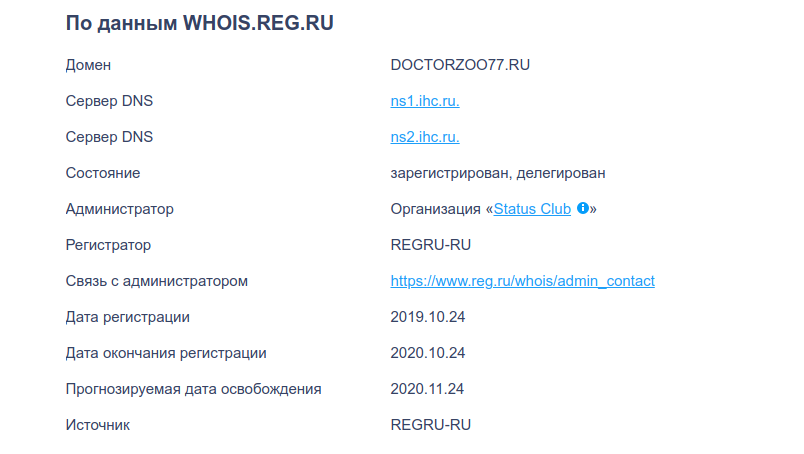 По данным WHOIS.REG.RU
Домен DOCTORZOO77.RU
Сервер DNS ns1.ihc.ru.
Сервер DNS ns2.ihc.ru.
Состояние зарегистрирован, делегирован
Администратор Организация «Status Club »
Регистратор REGRU-RU
Связь с администратором https://www.reg.ru/whois/admin_contact
Дата регистрации 2019.10.24
Дата окончания регистрации 2020.10.24
Прогнозируемая дата освобождения 2020.11.24
Источник REGRU-RU